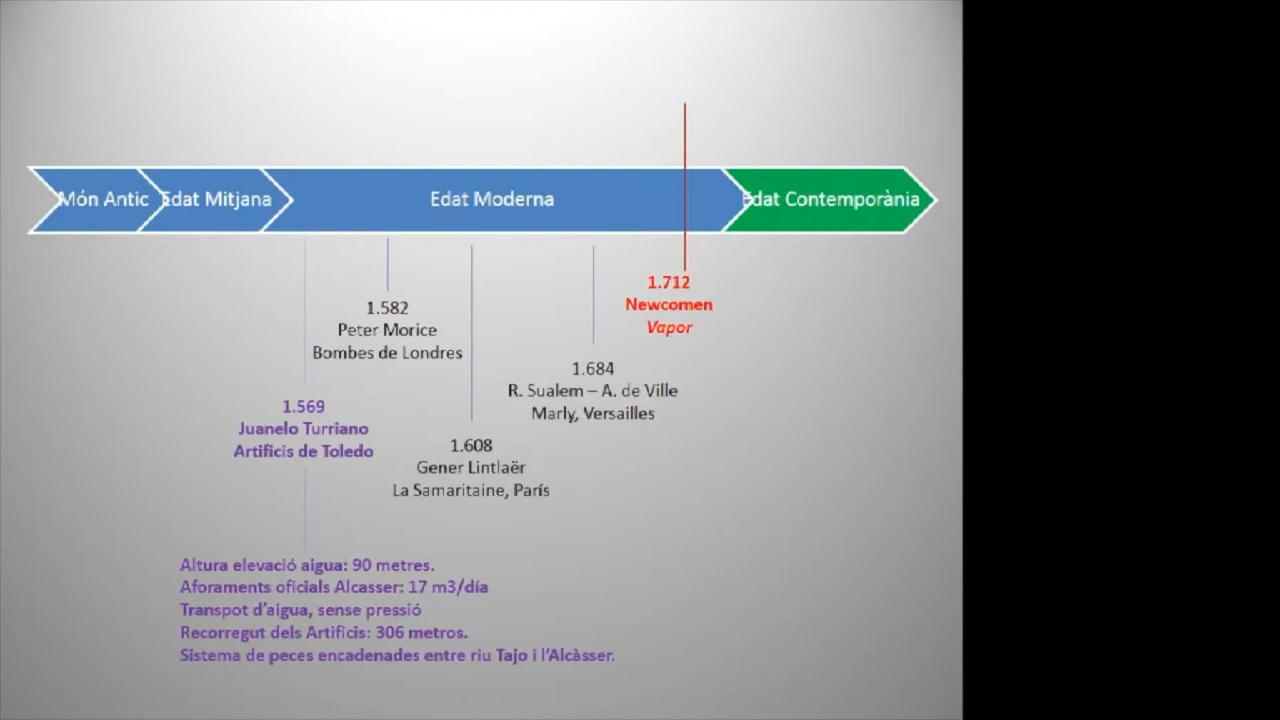 Món Antic
Edat Mitjana
Edat Moderna
Edat Contemporània
1.712
Newcomen
Vapor
1.582
Peter Morice
Bombes de Londres
1.684
R. Sualem – A. de Ville
Marly, Versailles
1.569
Juanelo Turriano
Artificis de Toledo
1.608
Gener Lintlaër
La Samaritaine, París
Altura elevació aigua: 90 metres.
Aforaments oficials Alcasser: 17 m3/día
Transpot d'aigua, sense pressió
Recorregut dels Artificis: 306 metros.
Sistema de peces encadenades entre riu Tajo i l'Alcàsser.